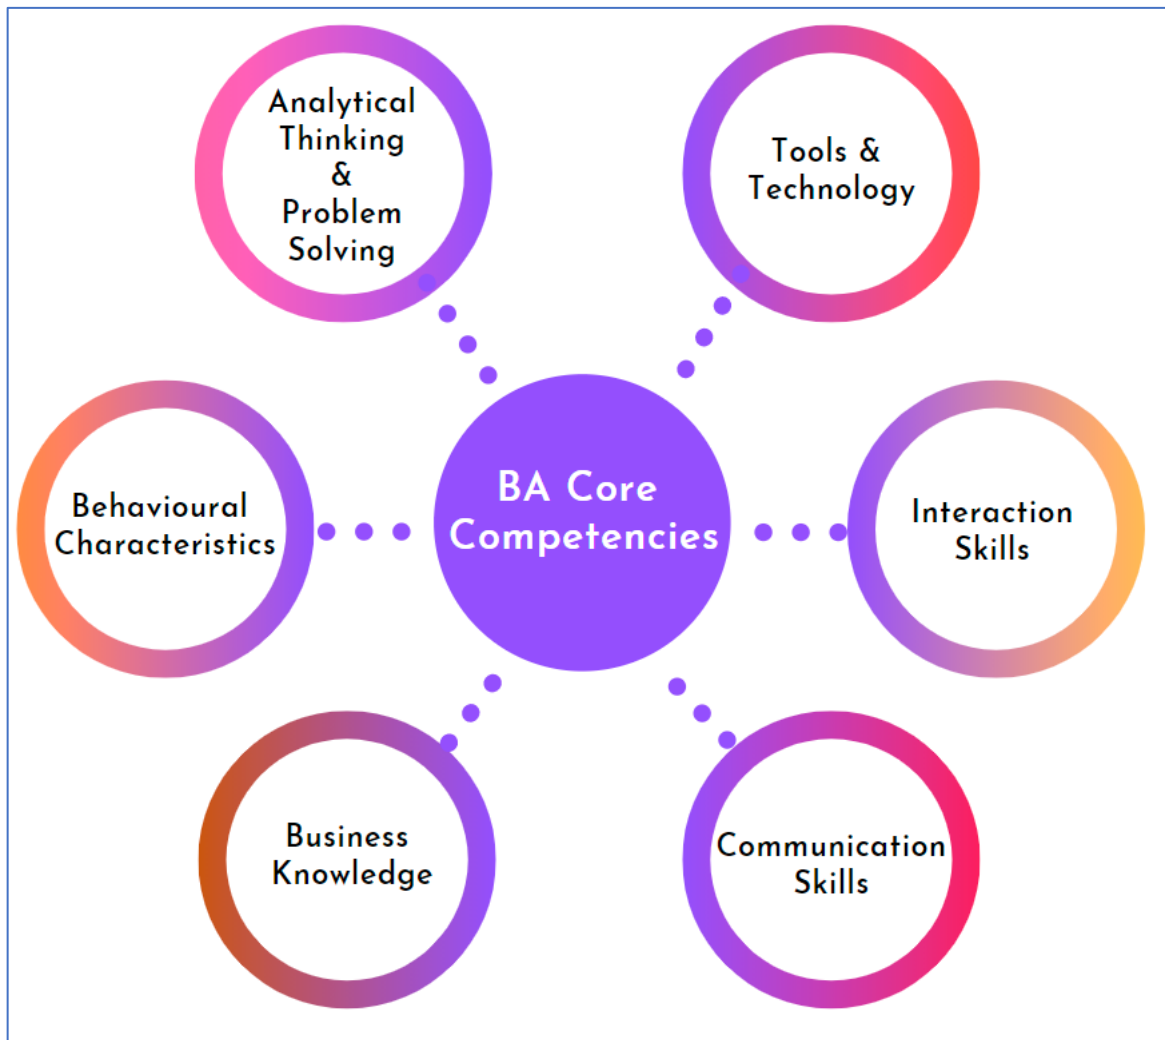 Analytical
Thinking
&
Problem
Solving
Tools &
Technology
Behavioural
Characteristics
BA Core
Competencies
Interaction
Skills
Business
Knowledge
Communication
Skills